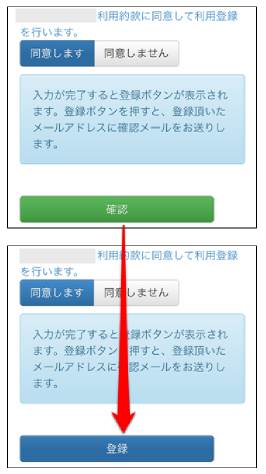 利用約款に同意して利用登録
を行います。
同意します 同意しません
入力が完了すると登録ボタンが表示され
ます。登録ボタンを押すと、登録頂いた
メールアドレスに確認メールをお送りし
ます。
確認
利用約款に同意して利用登録
を行います。
同意します 同意しません
入力が完了すると登録ボタンが表示され
ます。登録ボタンを押すと、登録頂いた
メールアドレスに確認メールをお送りし
ます。
登録